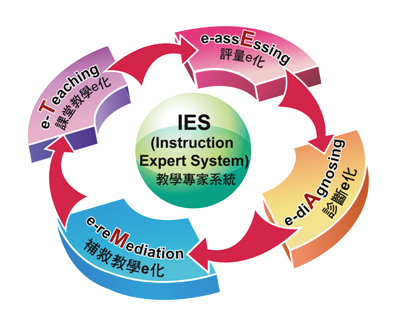 e-Teaching
課堂教學e化
e-assEssing
評量e化
e-diAgnosing
診斷e化
e-reMediation
補救教學e化
IES
(Instruction
Expert System)
教學專家系統